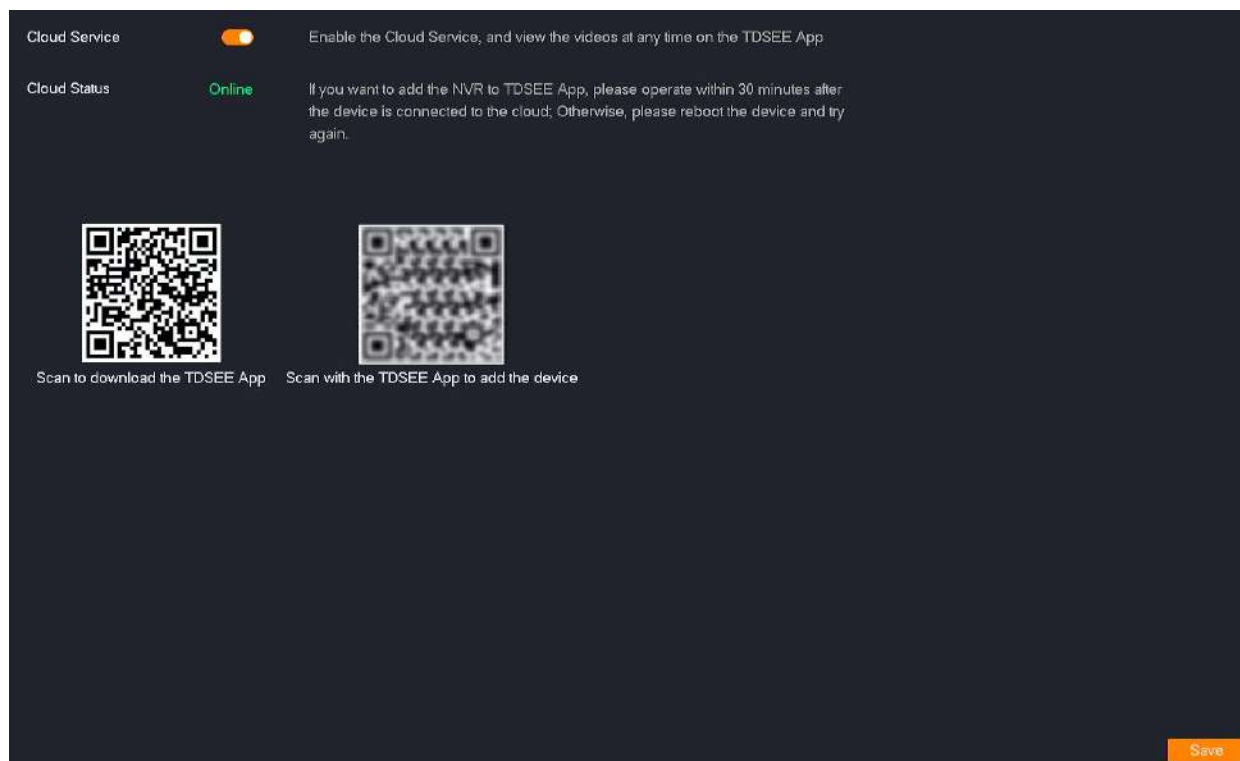 Cloud Service
Enable the Cloud Service, and view the videos at any time on the TDSEE App
Cloud Status
Online
If you want to add the NVR to TDSEE App, please operate within 30 minutes after
the device is connected to the cloud; Otherwise, please reboot the device and try
again.
Scan to download the TDSEE App
Scan with the TDSEE App to add the device
Save